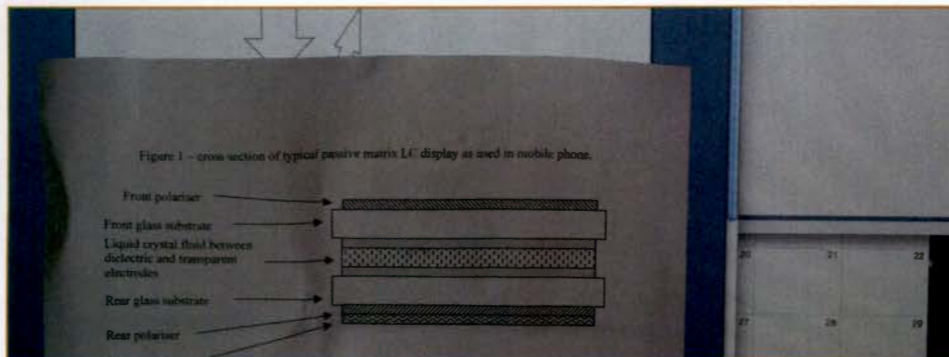 Figure 1 – cross section of typical passive matrix LC display as used in mobile phone.
Front polariser
Front glass substrate
Liquid crystal fluid between
dielectric and transparent
electrodes
Rear glass substrate
Rear polariser
20 21 22
27 28 29